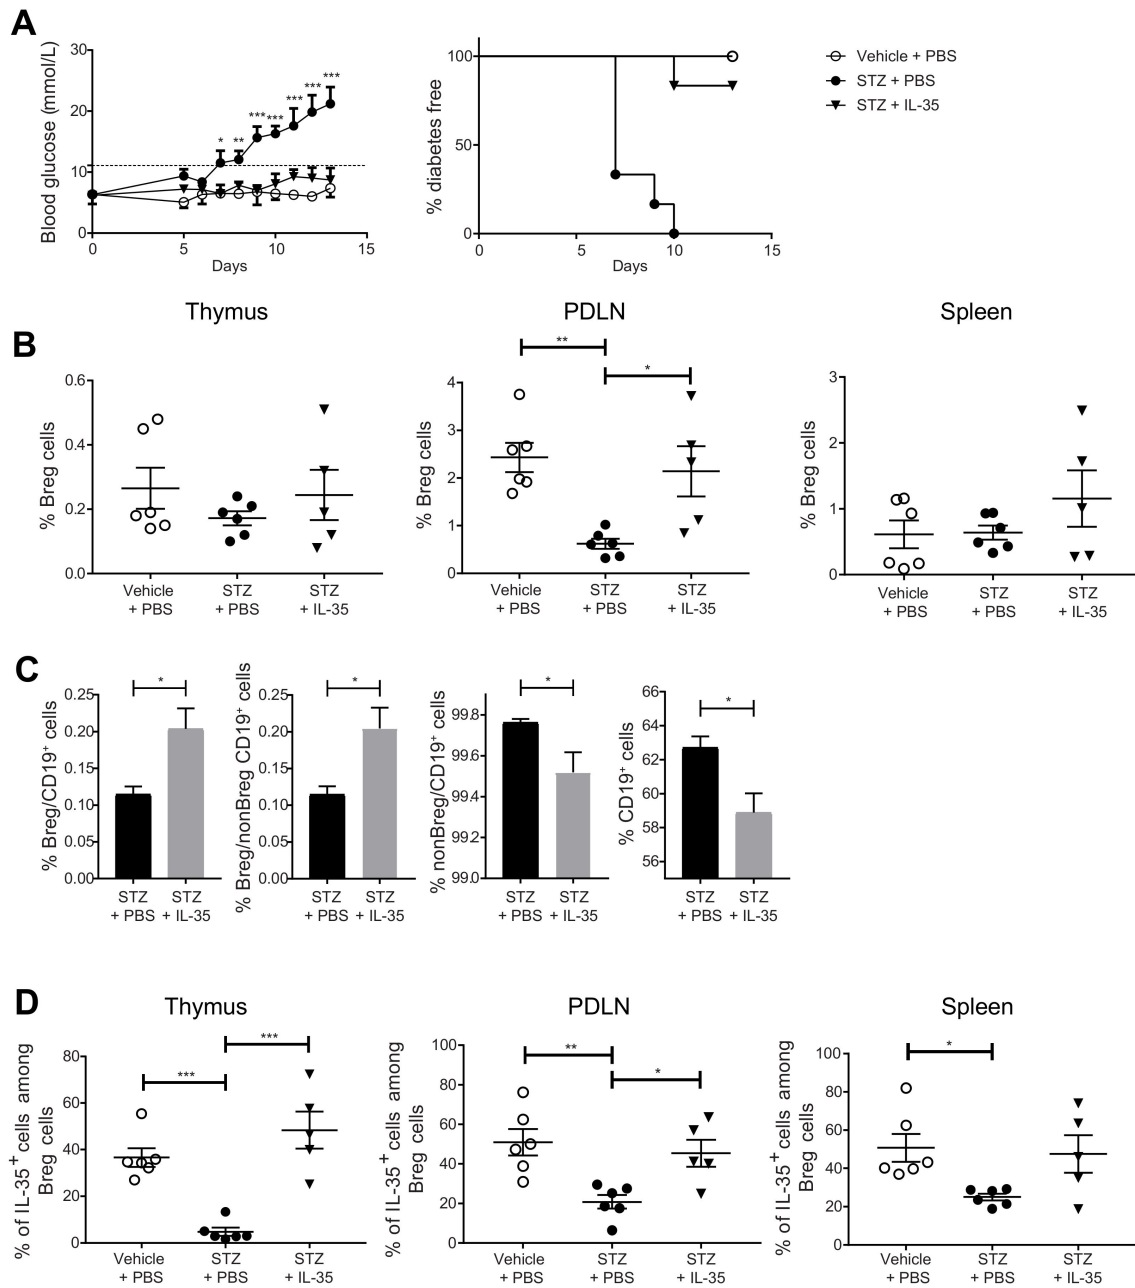 A
Blood glucose (mmol/L)
30
20
10
0
0
5
10
15
Days
*
**
***
***
***
***
***
% diabetes free
100
50
0
0
5
10
15
Days
Vehicle + PBS
STZ + PBS
STZ + IL-35
B
Thymus
% Breg cells
0.6
0.4
0.2
0.0
Vehicle
+ PBS
STZ
+ PBS
STZ
+ IL-35
PDLN
**
*
% Breg cells
4
3
2
1
0
Vehicle
+ PBS
STZ
+ PBS
STZ
+ IL-35
Spleen
% Breg cells
3
2
1
0
Vehicle
+ PBS
STZ
+ PBS
STZ
+ IL-35
C
% Breg/CD19⁺ cells
0.25
0.20
0.15
0.10
0.05
0.00
*
STZ
+ PBS
STZ
+ IL-35
% Breg/nonBreg CD19⁺ cells
0.25
0.20
0.15
0.10
0.05
0.00
*
STZ
+ PBS
STZ
+ IL-35
% nonBreg/CD19⁺ cells
99.8
99.6
99.4
99.2
99.0
*
STZ
+ PBS
STZ
+ IL-35
% CD19⁺ cells
66
64
62
60
58
56
*
STZ
+ PBS
STZ
+ IL-35
D
Thymus
% of IL-35⁺ cells among
Breg cells
80
60
40
20
0
***
***
Vehicle
+ PBS
STZ
+ PBS
STZ
+ IL-35
PDLN
% of IL-35⁺ cells among
Breg cells
100
80
60
40
20
0
**
*
Vehicle
+ PBS
STZ
+ PBS
STZ
+ IL-35
Spleen
% of IL-35⁺ cells among
Breg cells
100
80
60
40
20
0
*
Vehicle
+ PBS
STZ
+ PBS
STZ
+ IL-35